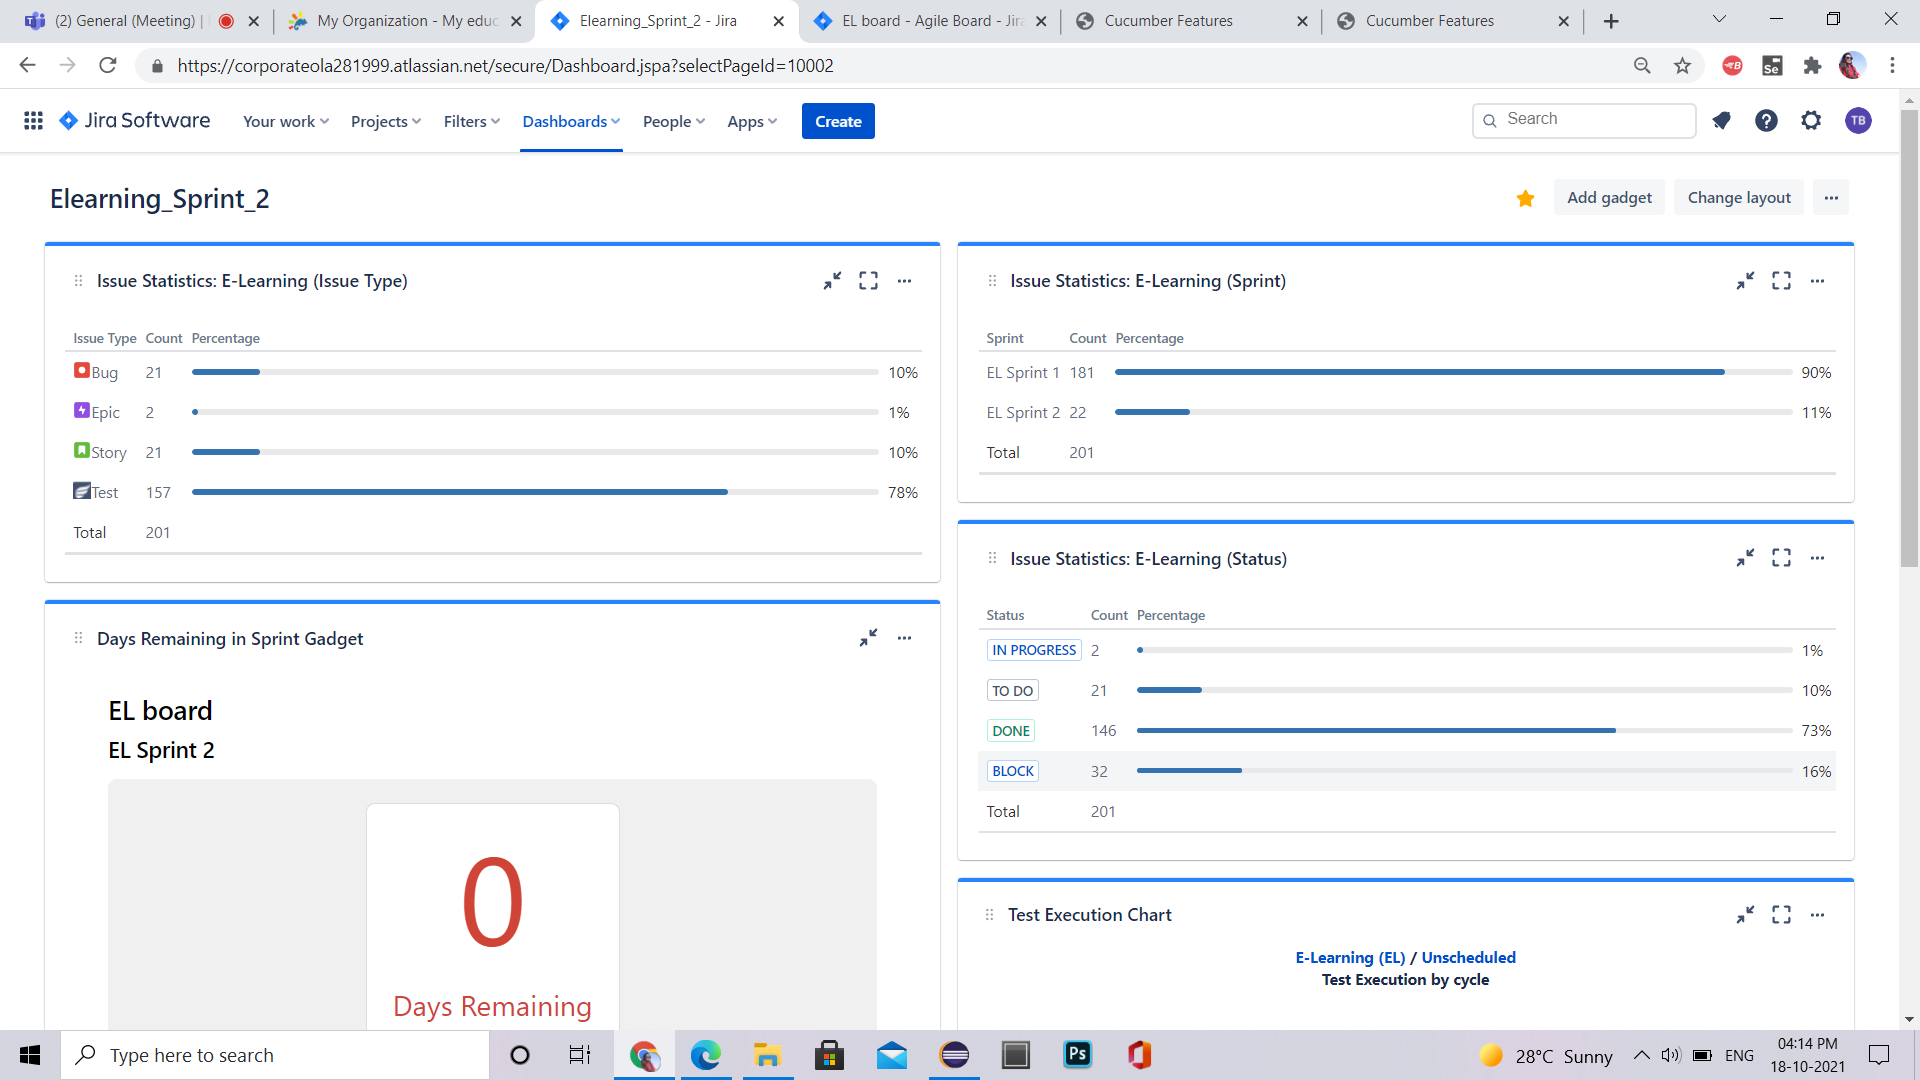 (2) General (Meeting) |
My Organization - My educ
Elearning_Sprint_2 - Jira
EL board - Agile Board - Jira
Cucumber Features
Cucumber Features
https://corporateola281999.atlassian.net/secure/Dashboard.jspa?selectPageId=10002
Jira Software
Your work
Projects
Filters
Dashboards
People
Apps
Create
Search
TB
Elearning_Sprint_2
Add gadget
Change layout
Issue Statistics: E-Learning (Issue Type)
Issue Type Count Percentage
Bug 21 10%
Epic 2 1%
Story 21 10%
Test 157 78%
Total 201
Days Remaining in Sprint Gadget
EL board
EL Sprint 2
0
Days Remaining
Issue Statistics: E-Learning (Sprint)
Sprint Count Percentage
EL Sprint 1 181 90%
EL Sprint 2 22 11%
Total 201
Issue Statistics: E-Learning (Status)
Status Count Percentage
IN PROGRESS 2 1%
TO DO 21 10%
DONE 146 73%
BLOCK 32 16%
Total 201
Test Execution Chart
E-Learning (EL) / Unscheduled
Test Execution by cycle
Type here to search
Ps
28°C Sunny
ENG
04:14 PM
18-10-2021